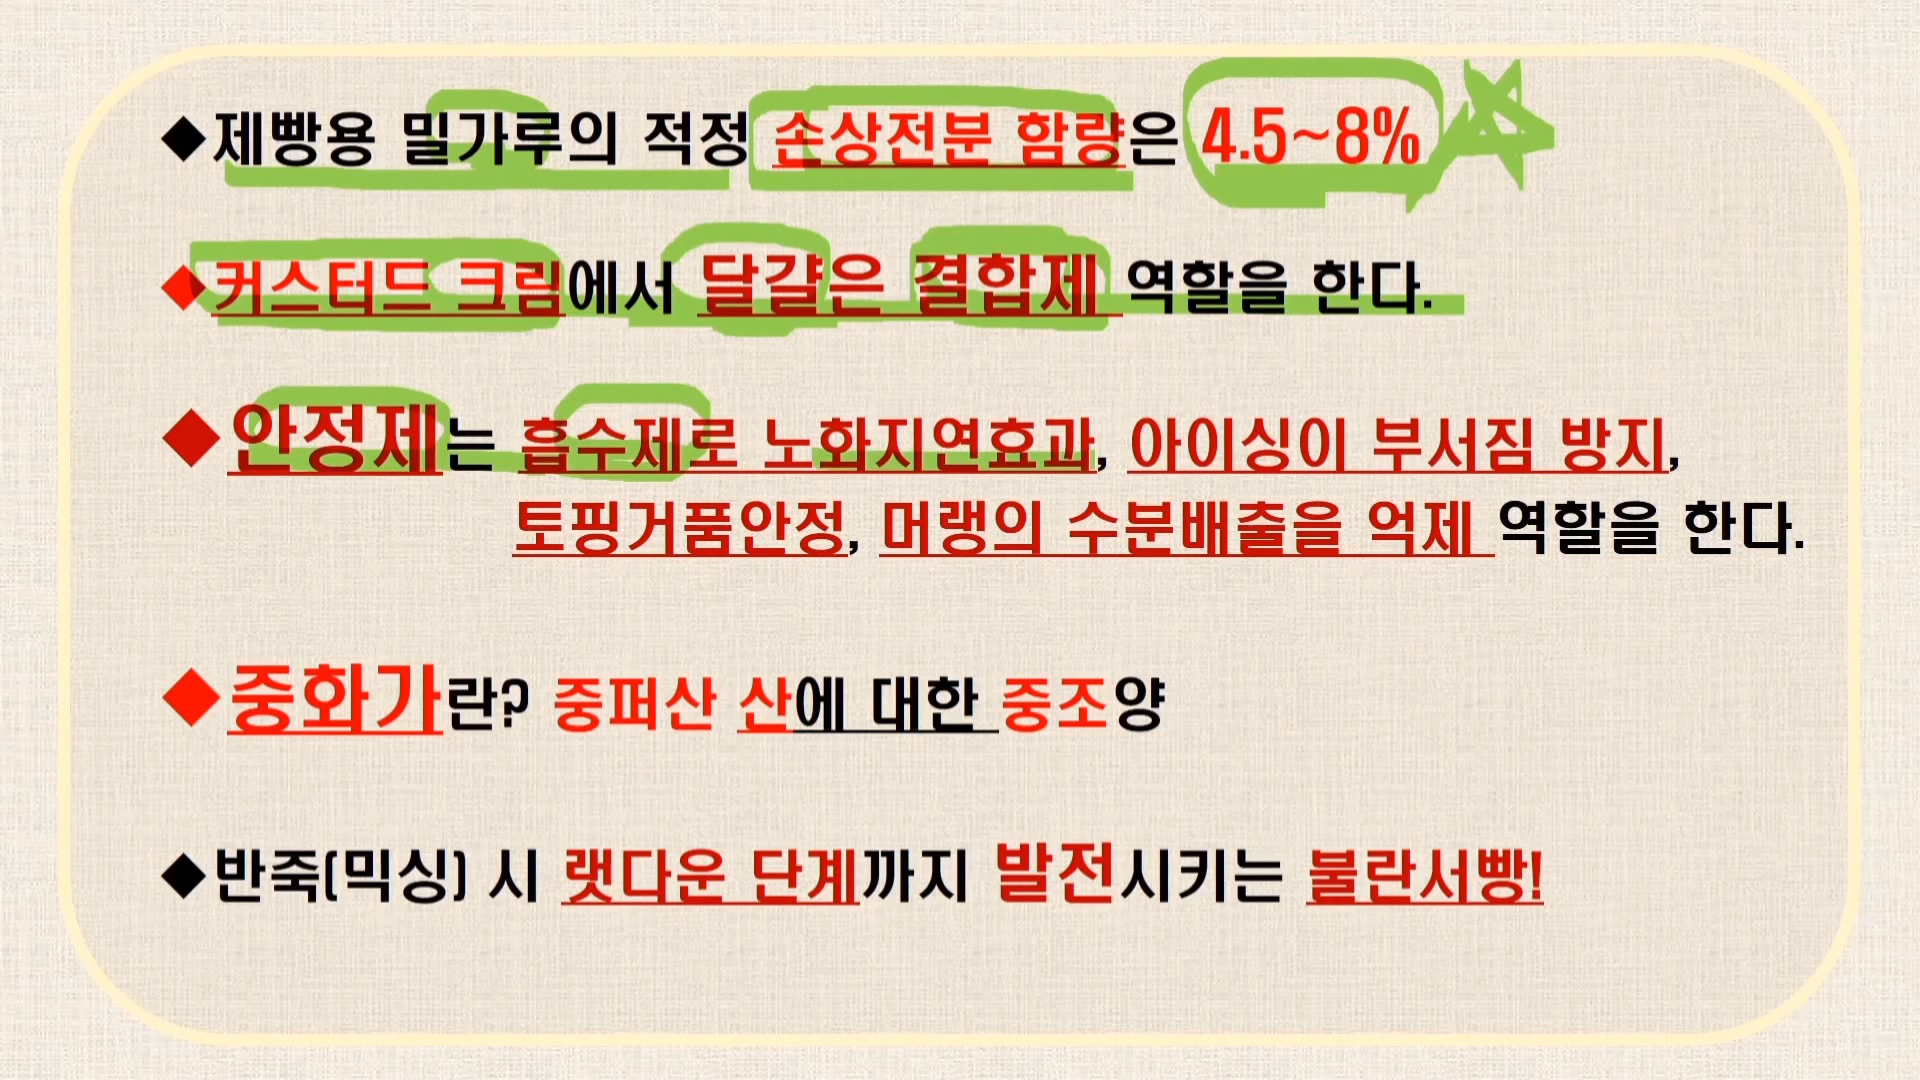 ◆제빵용 밀가루의 적정 손상전분 함량은 4.5~8%
◆커스터드 크림에서 달걀은 결합제 역할을 한다.
◆안정제는 흡수제로 노화지연효과, 아이싱이 부서짐 방지,
토핑거품안정, 머랭의 수분배출을 억제 역할을 한다.
◆중화가란? 중퍼산 산에 대한 중조양
◆반죽(믹싱) 시 랫다운 단계까지 발전시키는 불란서빵!